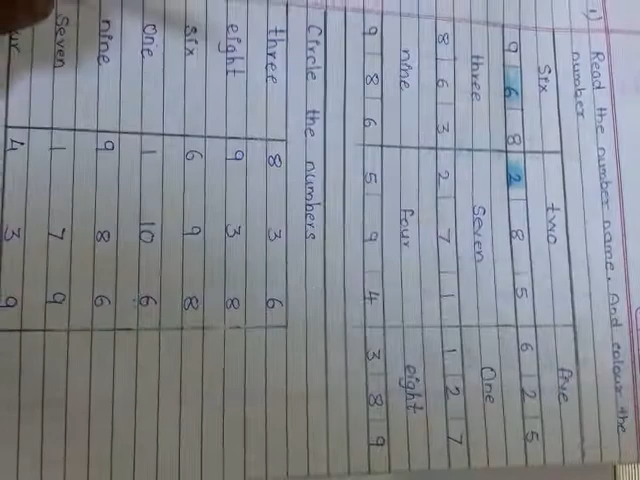 1) Read the number name. And colour the
number
Six two five
9 6 8 2 8 5 6 2 5
three Seven One
8 6 3 2 7 1 1 2 7
nine four eight
9 8 6 5 9 4 3 8 9
Circle the numbers
three 8 3 6
eight 9 3 8
Six 6 9 8
One 1 10 6
nine 9 8 6
Seven 1 7 9
4 3 9